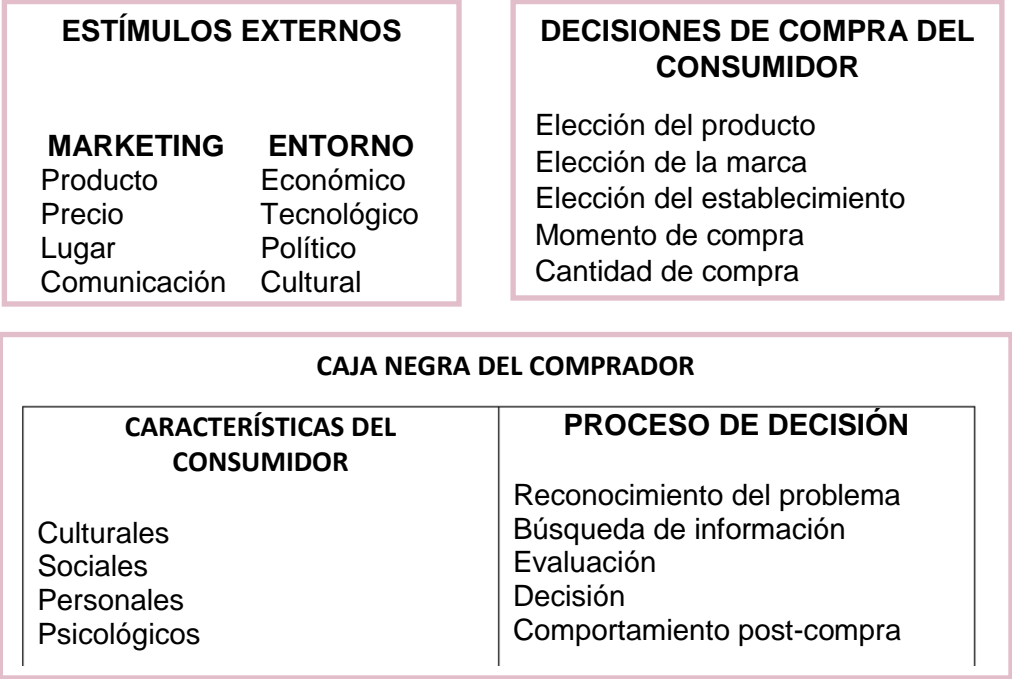 ESTÍMULOS EXTERNOS
MARKETING ENTORNO
Producto Económico
Precio Tecnológico
Lugar Político
Comunicación Cultural
DECISIONES DE COMPRA DEL
CONSUMIDOR
Elección del producto
Elección de la marca
Elección del establecimiento
Momento de compra
Cantidad de compra
CAJA NEGRA DEL COMPRADOR
CARACTERÍSTICAS DEL
CONSUMIDOR
Culturales
Sociales
Personales
Psicológicos
PROCESO DE DECISIÓN
Reconocimiento del problema
Búsqueda de información
Evaluación
Decisión
Comportamiento post-compra